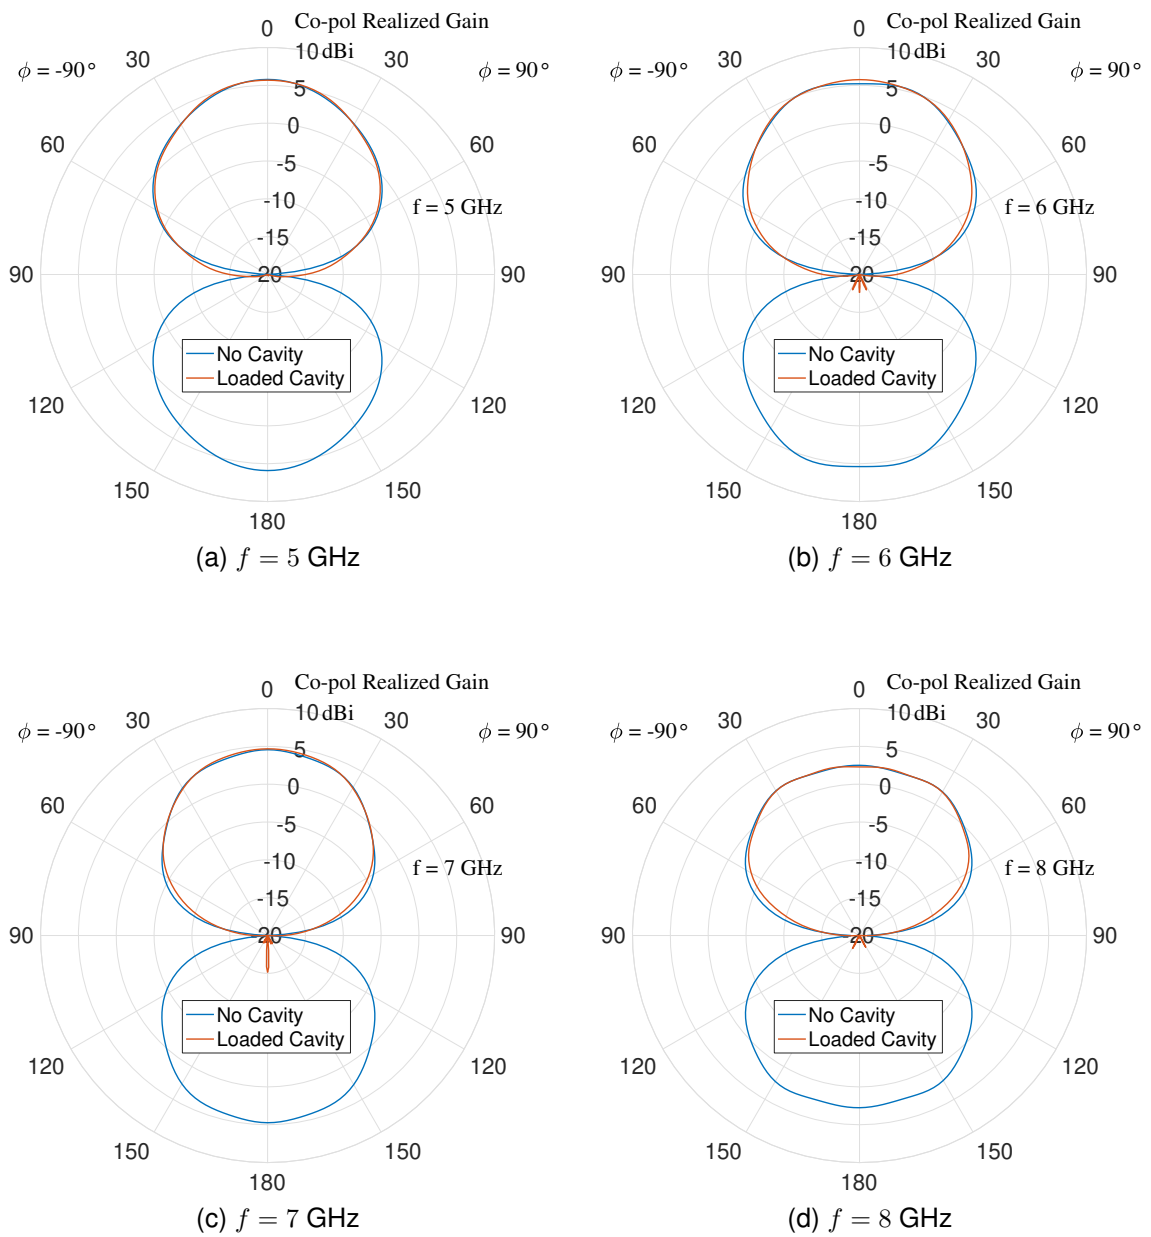 0 Co-pol Realized Gain
10 dBi
30 30
ϕ = -90° ϕ = 90°
5
60 60
0
-5
-10
f = 5 GHz
-15
90 -20 90
No Cavity
Loaded Cavity
120 120
150 150
180
(a) f = 5 GHz
0 Co-pol Realized Gain
10 dBi
30 30
ϕ = -90° ϕ = 90°
5
60 60
0
-5
-10
f = 6 GHz
-15
90 -20 90
No Cavity
Loaded Cavity
120 120
150 150
180
(b) f = 6 GHz
0 Co-pol Realized Gain
10 dBi
30 30
ϕ = -90° ϕ = 90°
5
60 60
0
-5
-10
f = 7 GHz
-15
90 -20 90
No Cavity
Loaded Cavity
120 120
150 150
180
(c) f = 7 GHz
0 Co-pol Realized Gain
10 dBi
30 30
ϕ = -90° ϕ = 90°
5
60 60
0
-5
-10
f = 8 GHz
-15
90 -20 90
No Cavity
Loaded Cavity
120 120
150 150
180
(d) f = 8 GHz